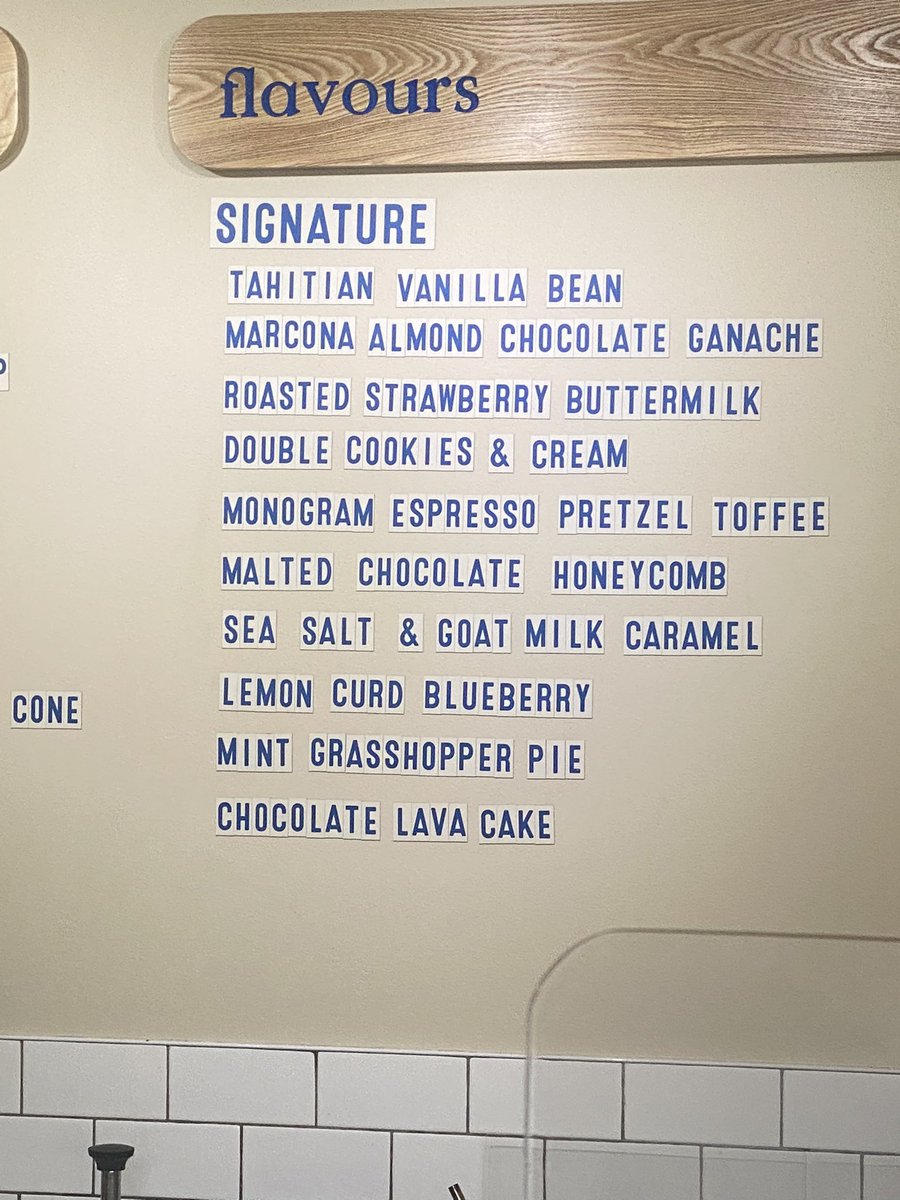 flavours
SIGNATURE
TAHITIAN VANILLA BEAN
MARCONA ALMOND CHOCOLATE GANACHE
ROASTED STRAWBERRY BUTTERMILK
DOUBLE COOKIES & CREAM
MONOGRAM ESPRESSO PRETZEL TOFFEE
MALTED CHOCOLATE HONEYCOMB
SEA SALT & GOAT MILK CARAMEL
LEMON CURD BLUEBERRY
MINT GRASSHOPPER PIE
CHOCOLATE LAVA CAKE
CONE